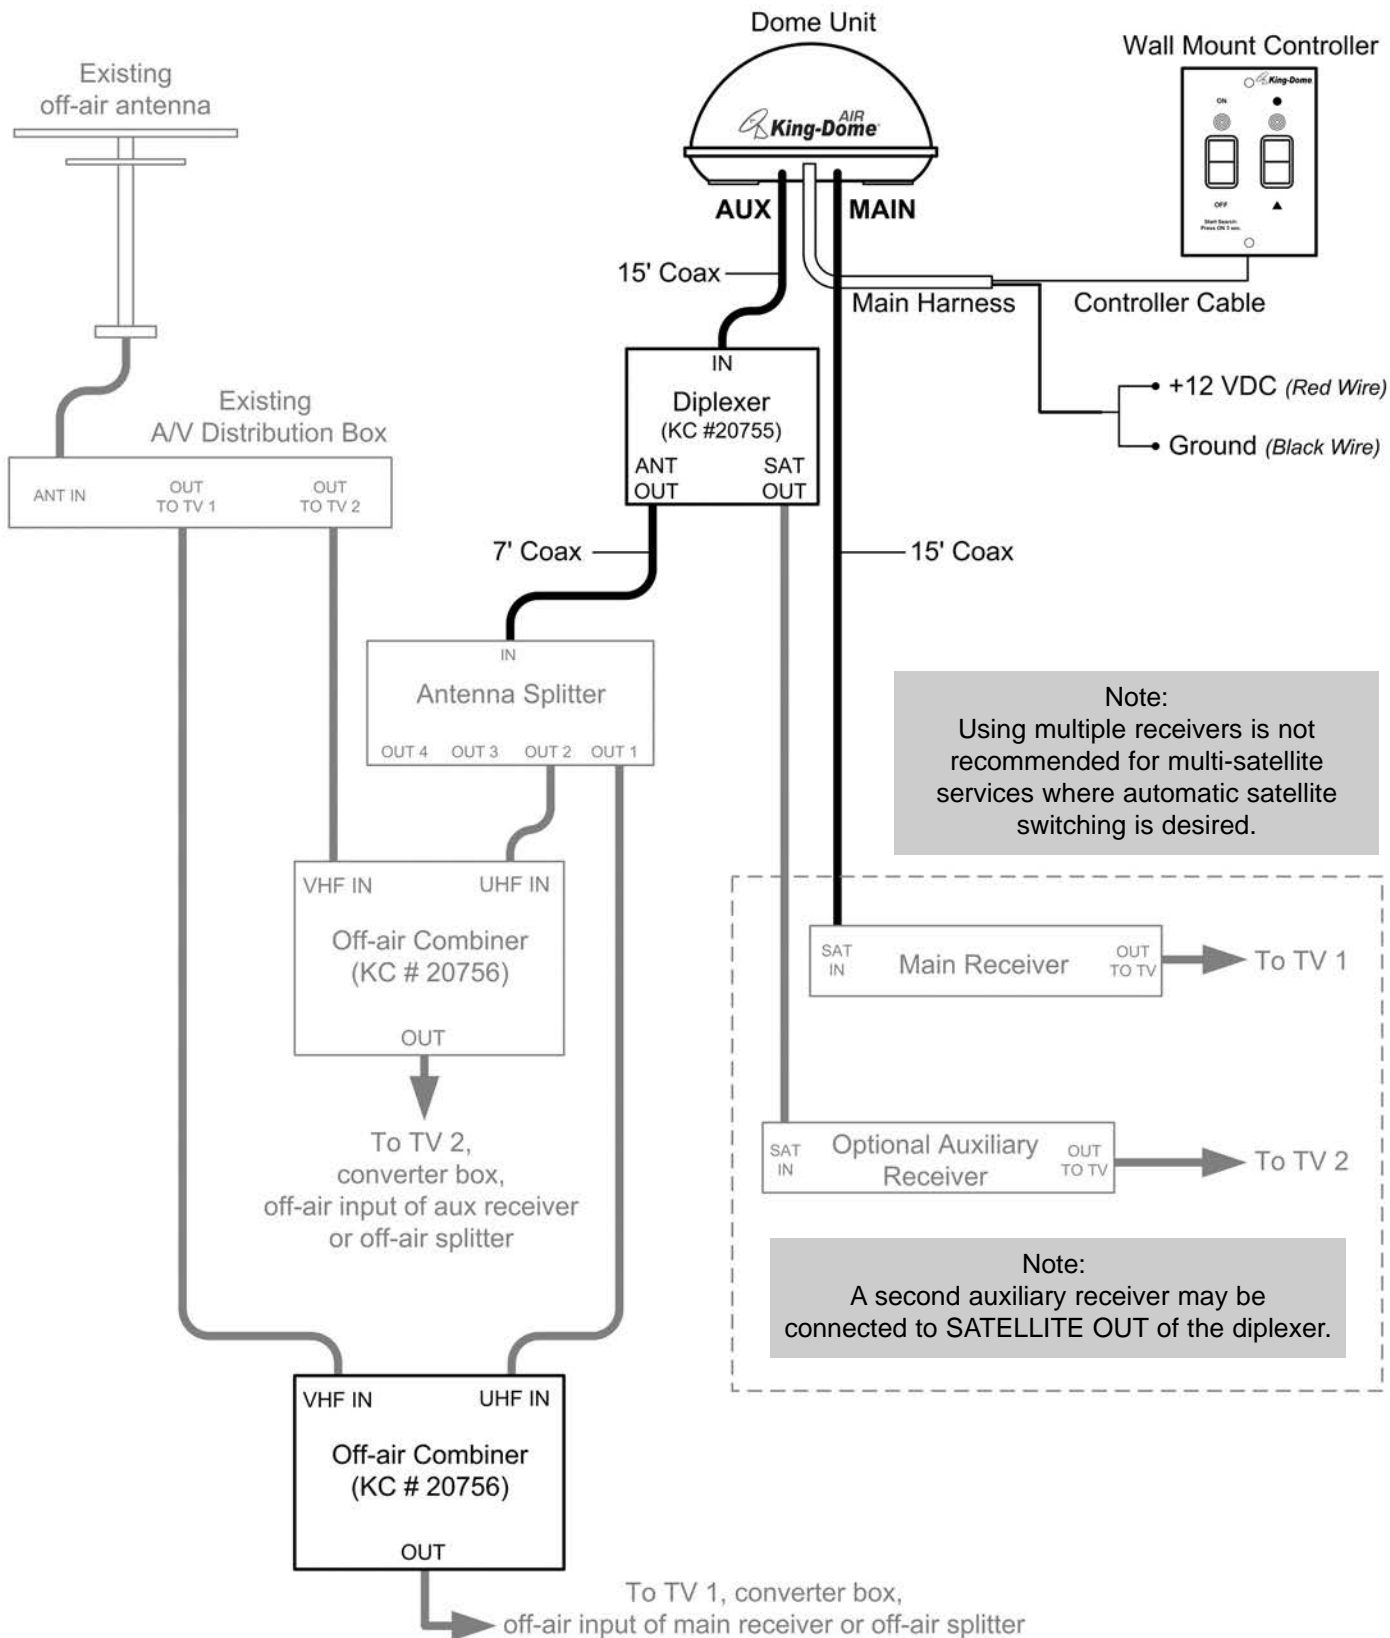 Dome Unit
Wall Mount Controller
Existing
off-air antenna
AIR
King-Dome
King-Dome
ON
OFF
Start Search:
Press ON 3 sec.
AUX
MAIN
15' Coax
Main Harness
Controller Cable
IN
Diplexer
(KC #20755)
ANT
OUT
SAT
OUT
+12 VDC (Red Wire)
Ground (Black Wire)
Existing
A/V Distribution Box
ANT IN
OUT
TO TV 1
OUT
TO TV 2
7' Coax
15' Coax
IN
Antenna Splitter
OUT 4
OUT 3
OUT 2
OUT 1
Note:
Using multiple receivers is not
recommended for multi-satellite
services where automatic satellite
switching is desired.
VHF IN
UHF IN
Off-air Combiner
(KC # 20756)
OUT
To TV 2,
converter box,
off-air input of aux receiver
or off-air splitter
SAT
IN
Main Receiver
OUT
TO TV
To TV 1
SAT
IN
Optional Auxiliary
Receiver
OUT
TO TV
To TV 2
Note:
A second auxiliary receiver may be
connected to SATELLITE OUT of the diplexer.
VHF IN
UHF IN
Off-air Combiner
(KC # 20756)
OUT
To TV 1, converter box,
off-air input of main receiver or off-air splitter